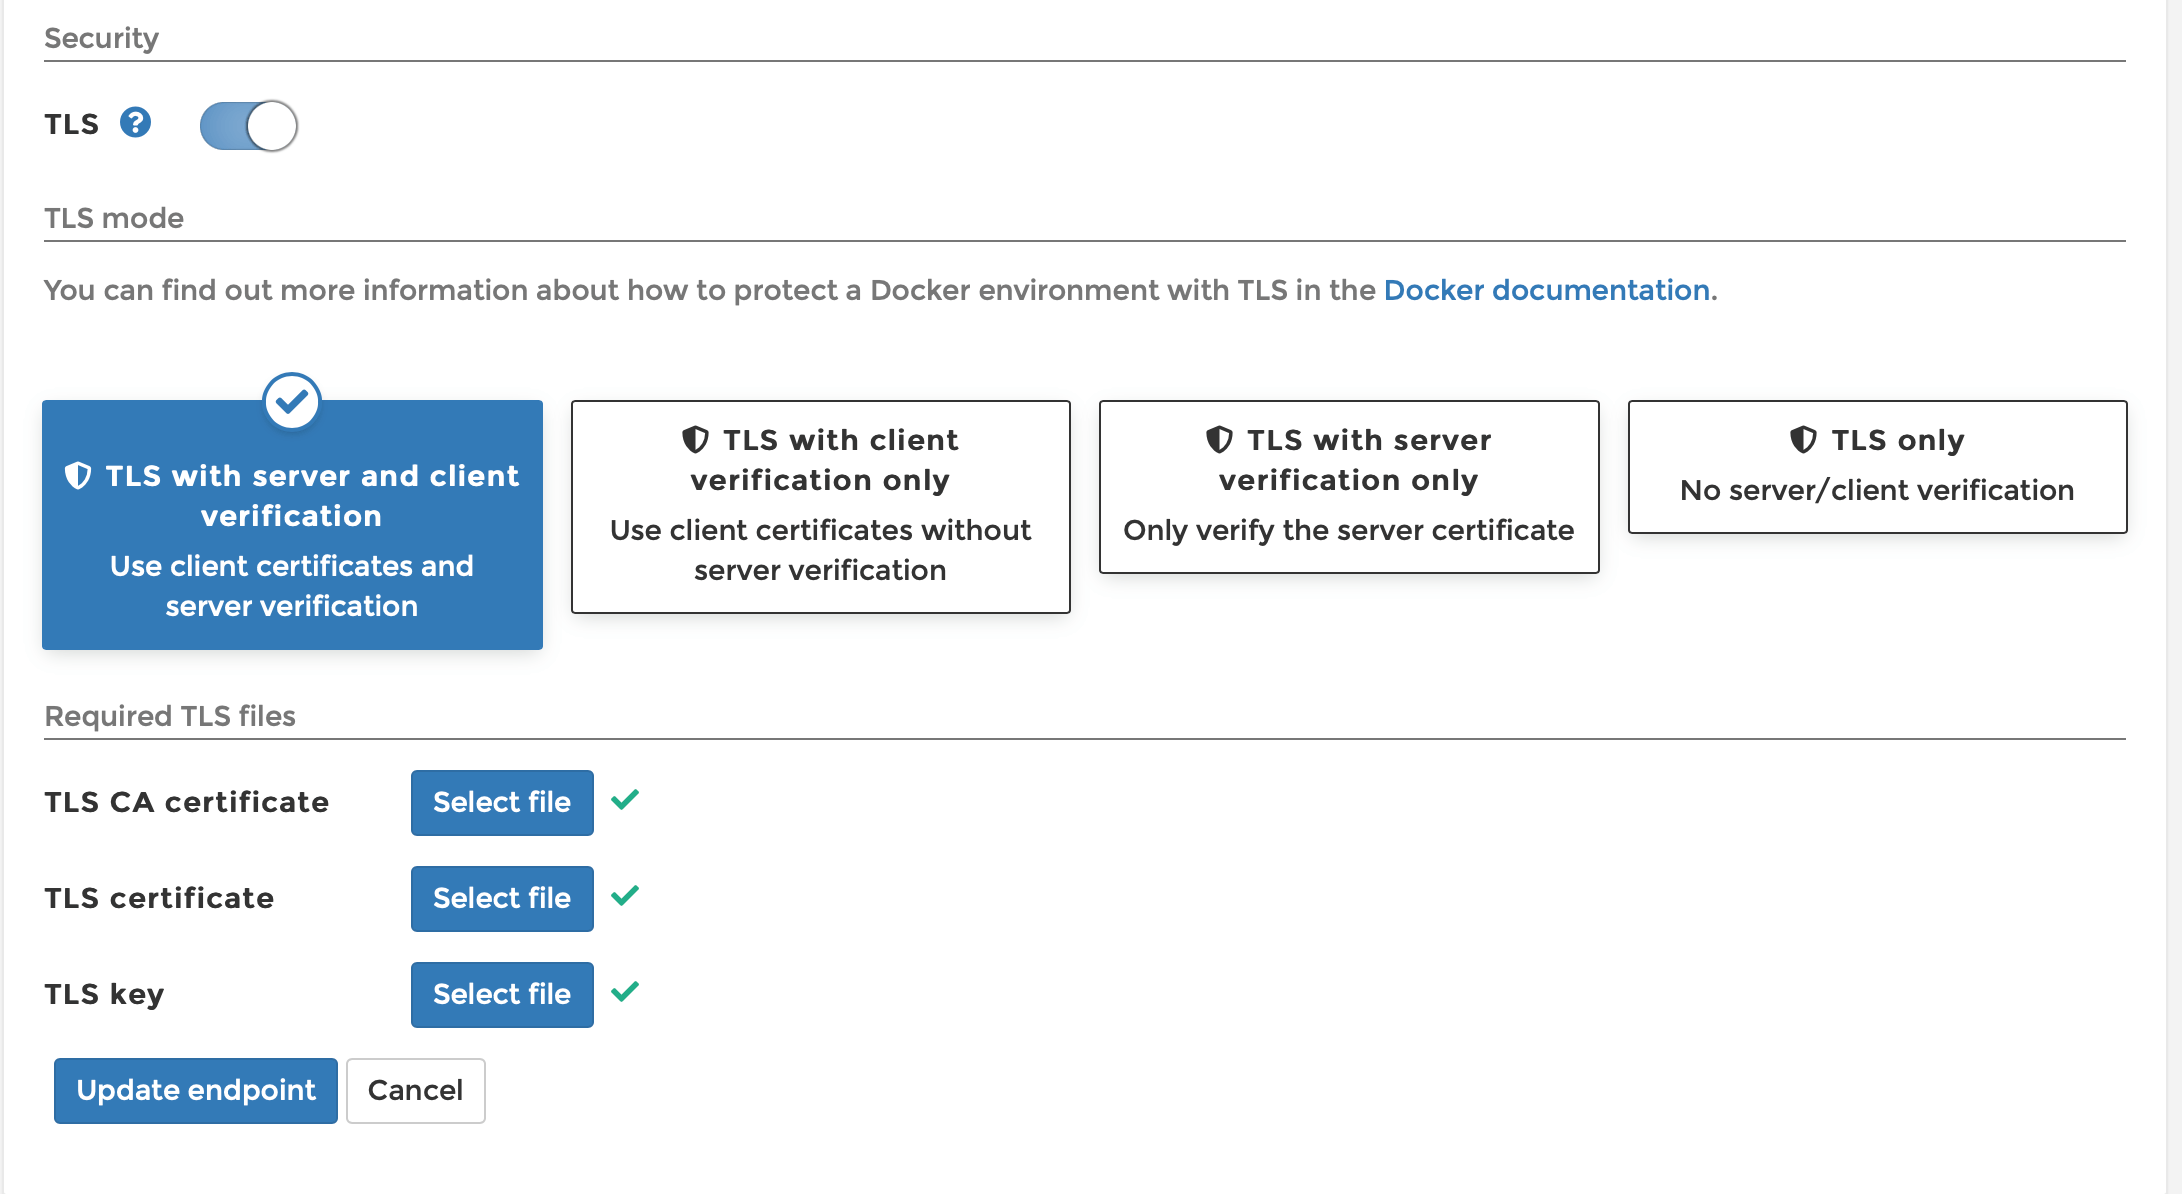 Security
TLS ?
TLS mode
You can find out more information about how to protect a Docker environment with TLS in the Docker documentation.
TLS with server and client
verification
Use client certificates and
server verification
TLS with client
verification only
Use client certificates without
server verification
TLS with server
verification only
Only verify the server certificate
TLS only
No server/client verification
Required TLS files
TLS CA certificate Select file
TLS certificate Select file
TLS key Select file
Update endpoint Cancel